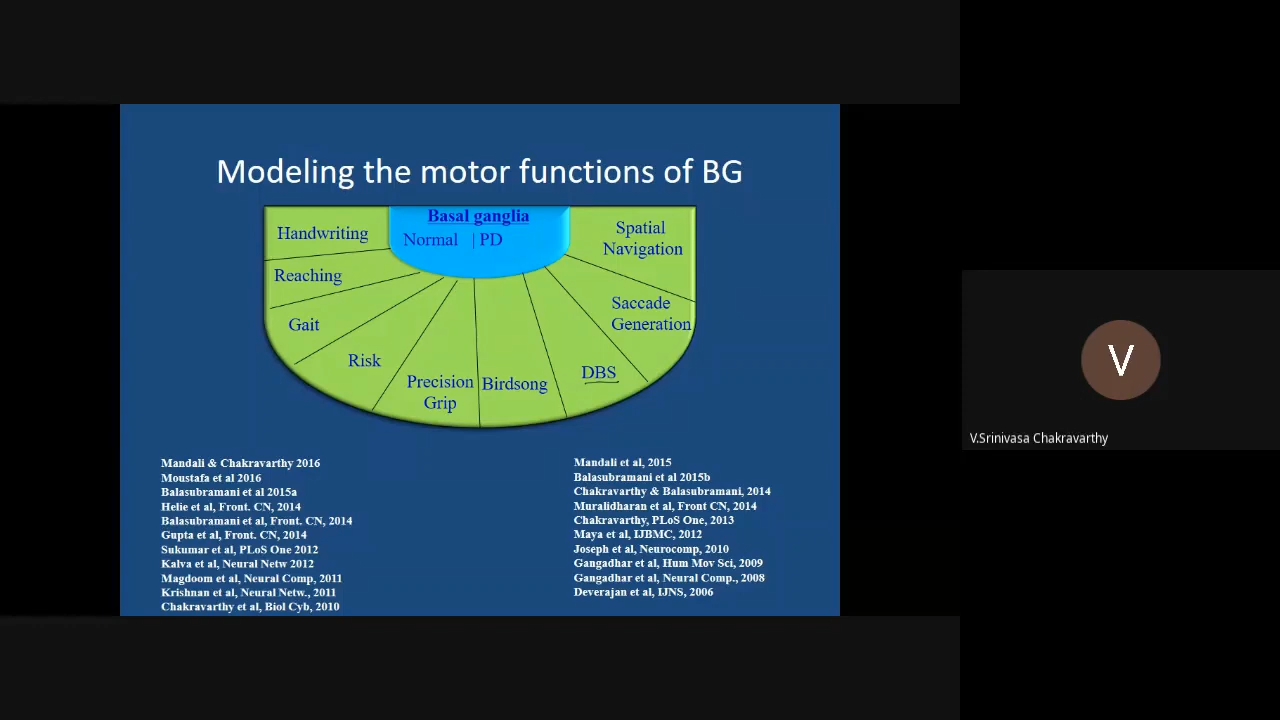 Modeling the motor functions of BG
Basal ganglia
Normal | PD
Handwriting
Reaching
Gait
Risk
Precision
Grip
Birdsong
DBS
Saccade
Generation
Spatial
Navigation
Mandali & Chakravarthy 2016
Moustafa et al 2016
Balasubramani et al 2015a
Helie et al, Front. CN, 2014
Balasubramani et al, Front. CN, 2014
Gupta et al, Front. CN, 2014
Sukumar et al, PLoS One 2012
Kalva et al, Neural Netw 2012
Magdoom et al, Neural Comp, 2011
Krishnan et al, Neural Netw., 2011
Chakravarthy et al, Biol Cyb, 2010
Mandali et al, 2015
Balasubramani et al 2015b
Chakravarthy & Balasubramani, 2014
Muralidharan et al, Front CN, 2014
Chakravarthy, PLoS One, 2013
Maya et al, IJBMC, 2012
Joseph et al, Neurocomp, 2010
Gangadhar et al, Hum Mov Sci, 2009
Gangadhar et al, Neural Comp., 2008
Deverajan et al, IJNS, 2006
V
V.Srinivasa Chakravarthy